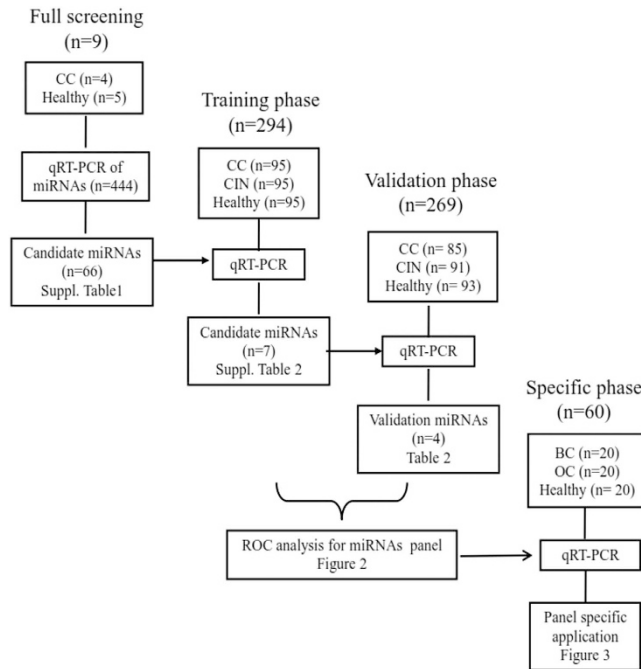 Full screening
(n=9)
CC (n=4)
Healthy (n=5)
qRT-PCR of
miRNAs (n=444)
Candidate miRNAs
(n=66)
Suppl. Table1
Training phase
(n=294)
CC (n=95)
CIN (n=95)
Healthy (n=95)
qRT-PCR
Candidate miRNAs
(n=7)
Suppl. Table 2
Validation phase
(n=269)
CC (n= 85)
CIN (n= 91)
Healthy (n= 93)
qRT-PCR
Validation miRNAs
(n=4)
Table 2
ROC analysis for miRNAs panel
Figure 2
Specific phase
(n=60)
BC (n=20)
OC (n=20)
Healthy (n= 20)
qRT-PCR
Panel specific
application
Figure 3